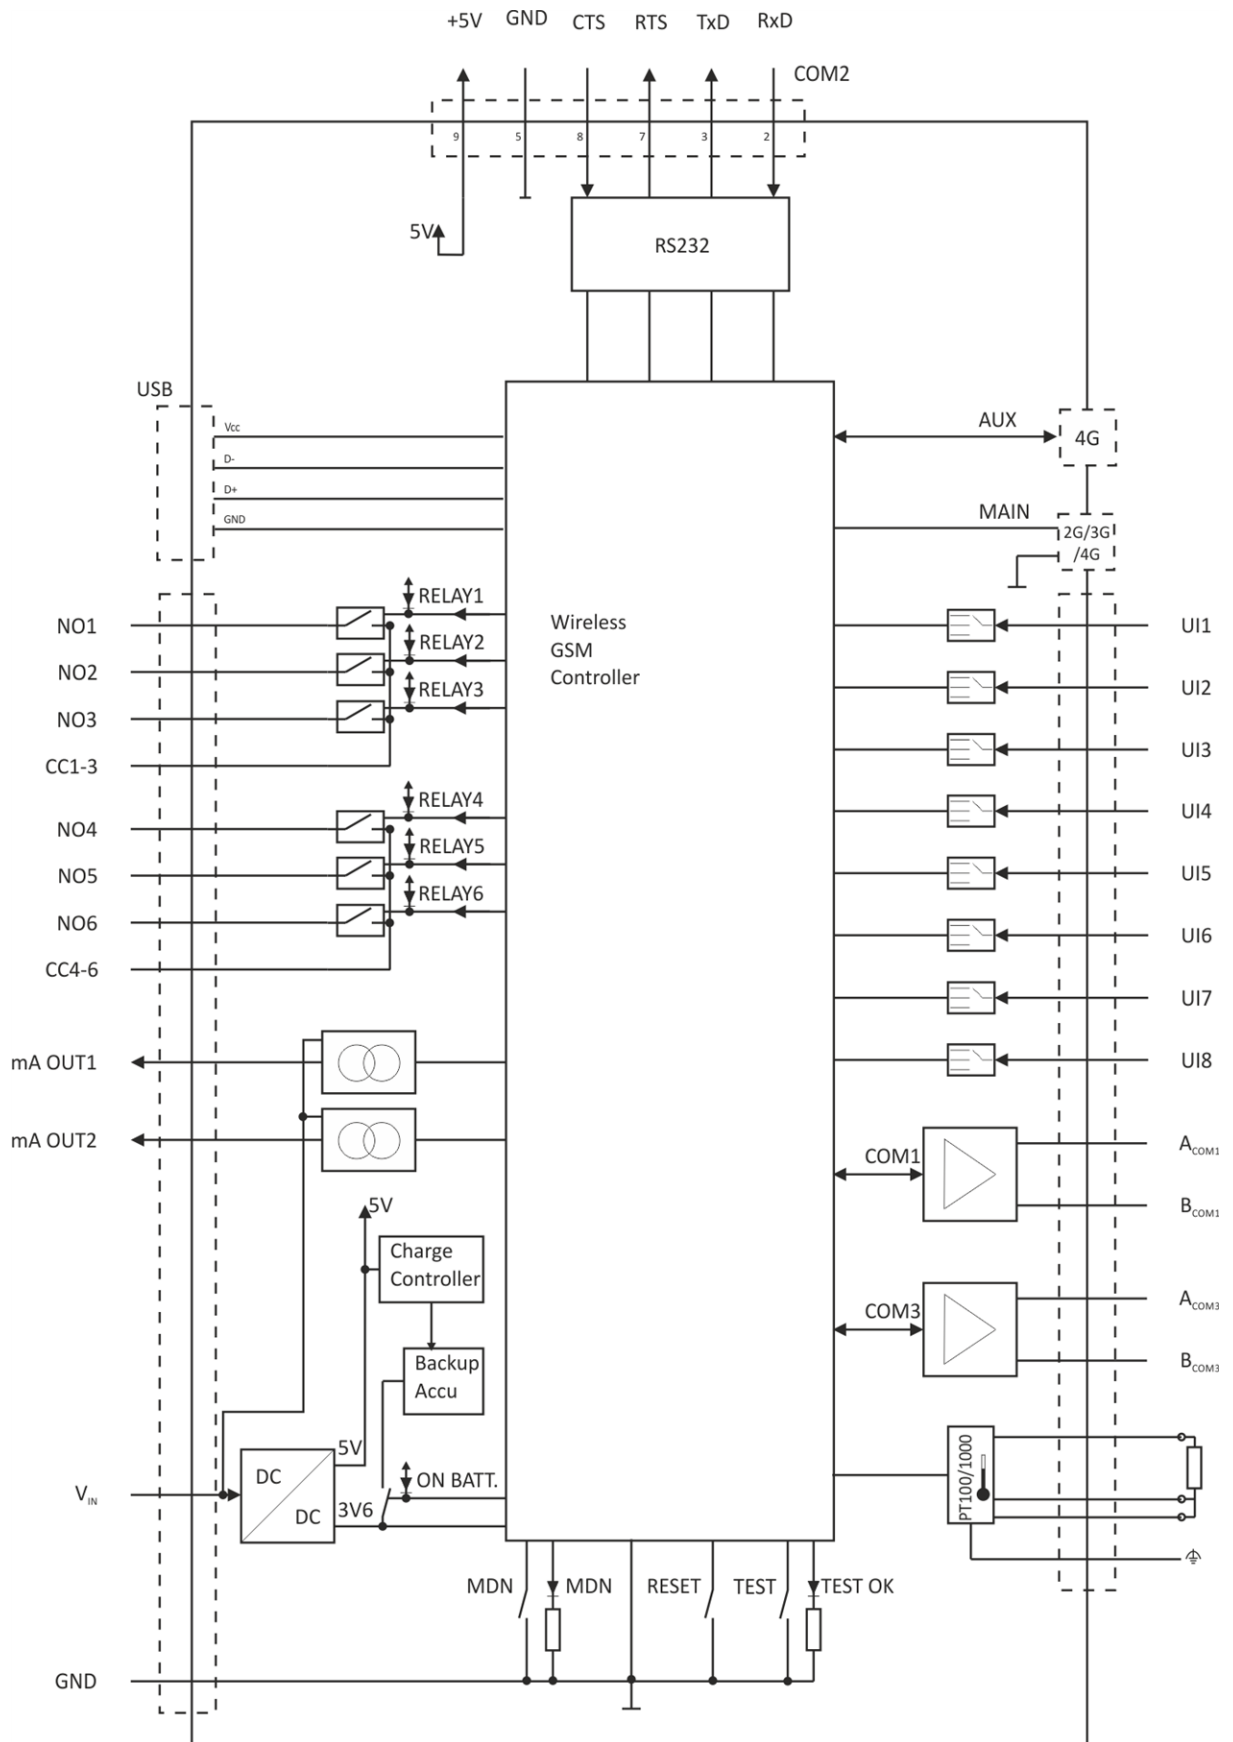 +5V GND CTS RTS TxD RxD
COM2
9 5 8 7 3 2
5V
RS232
USB
Vcc
D-
D+
GND
AUX
4G
MAIN
2G/3G
/4G
Wireless
GSM
Controller
RELAY1
NO1
RELAY2
NO2
RELAY3
NO3
CC1-3
RELAY4
NO4
RELAY5
NO5
RELAY6
NO6
CC4-6
mA OUT1
mA OUT2
UI1
UI2
UI3
UI4
UI5
UI6
UI7
UI8
COM1
ACOM1
BCOM1
COM3
ACOM3
BCOM3
5V
Charge
Controller
Backup
Accu
5V
DC
DC
3V6
ON BATT.
VIN
PT100/1000
MDN MDN RESET TEST TEST OK
GND